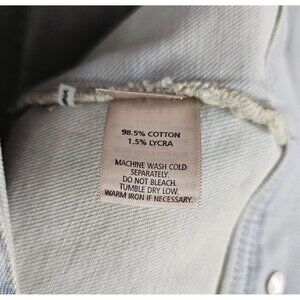 98.5% COTTON
1.5% LYCRA
MACHINE WASH COLD
SEPARATELY.
DO NOT BLEACH.
TUMBLE DRY LOW.
WARM IRON IF NECESSARY.